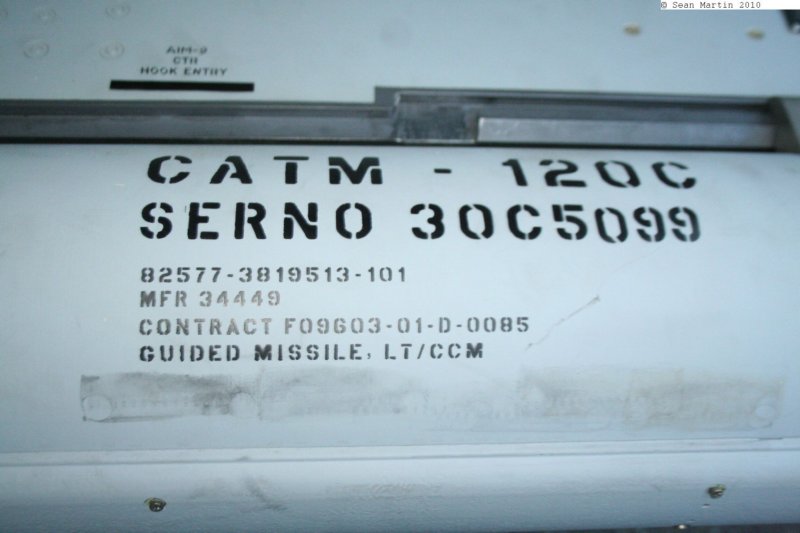 © Sean Martin 2010
AIM-9
CTH
HOOK ENTRY
CATM - 120C
SERNO 30C5099
82577-3819513-101
MFR 34449
CONTRACT F09603-01-D-0085
GUIDED MISSILE, LT/CCM